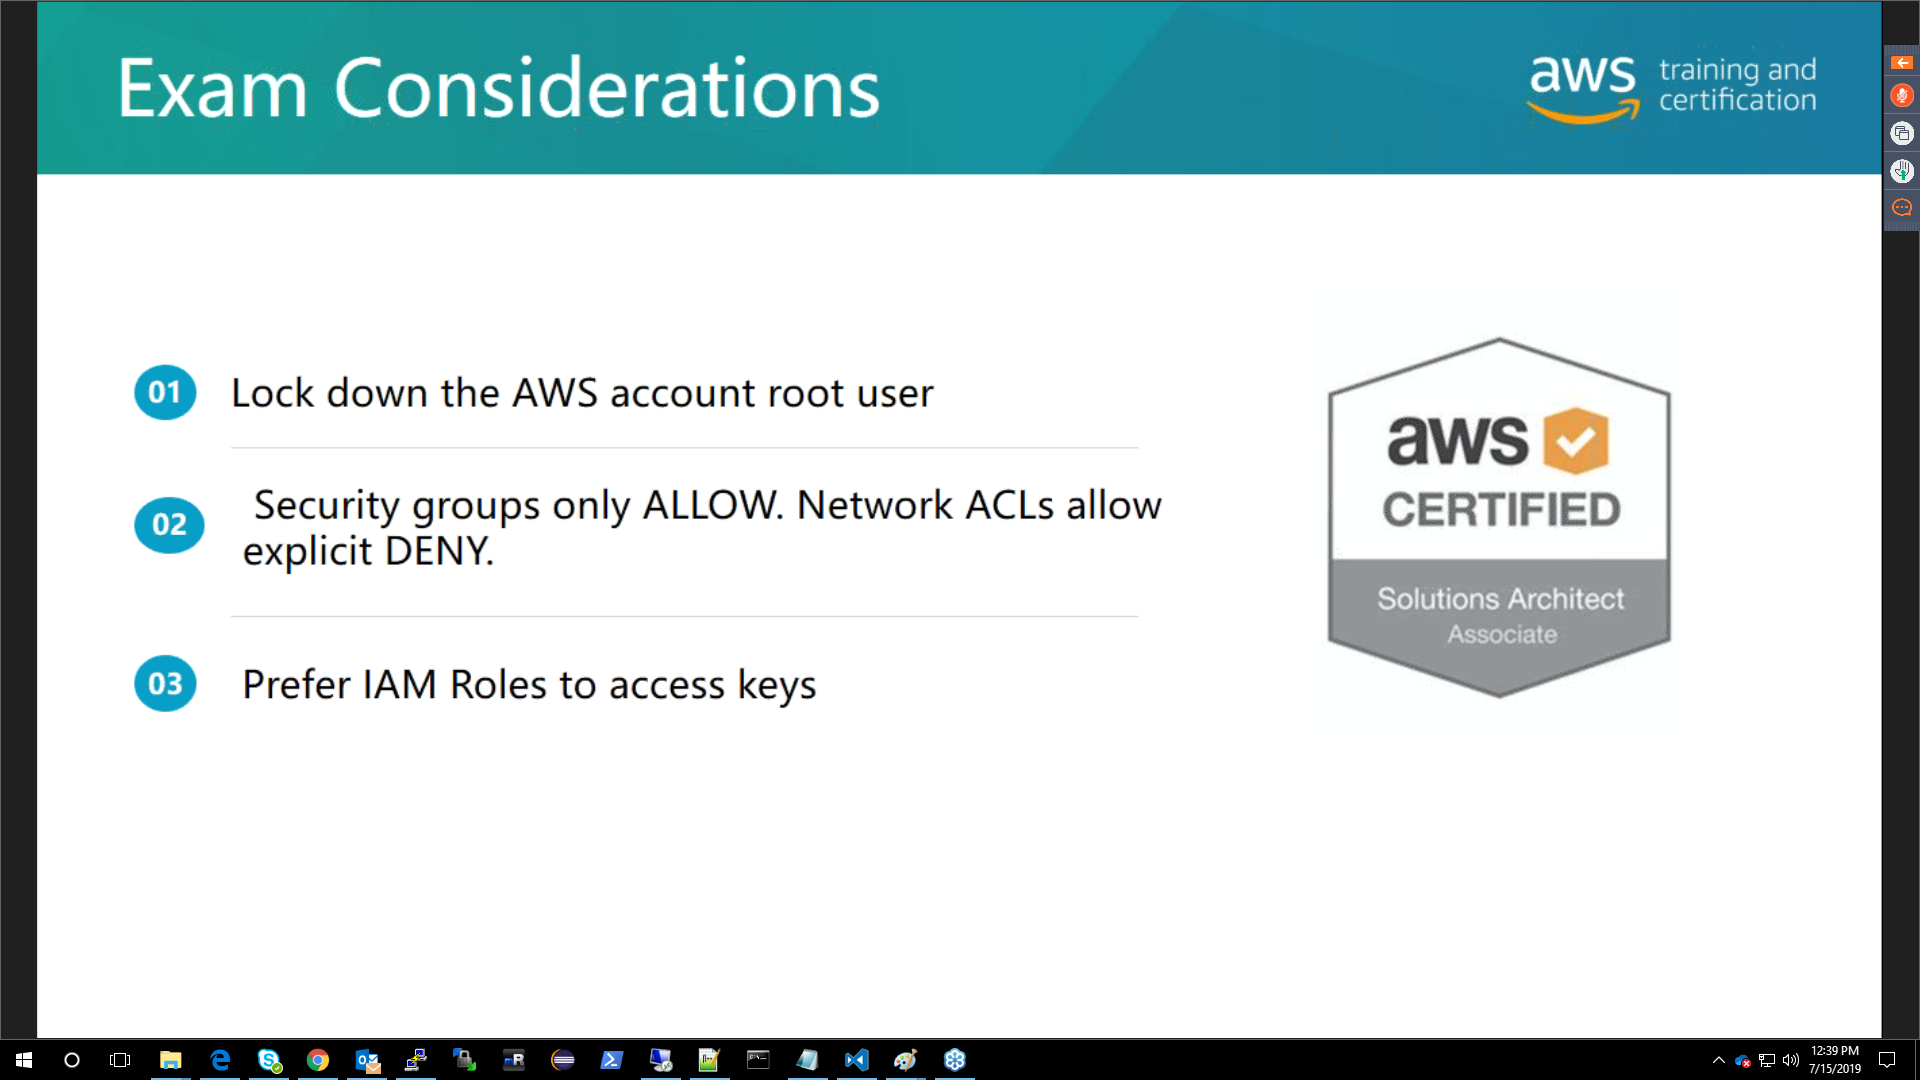 Exam Considerations
aws training and
certification
01 Lock down the AWS account root user
02 Security groups only ALLOW. Network ACLs allow
explicit DENY.
03 Prefer IAM Roles to access keys
aws
CERTIFIED
Solutions Architect
Associate
12:39 PM
7/15/2019